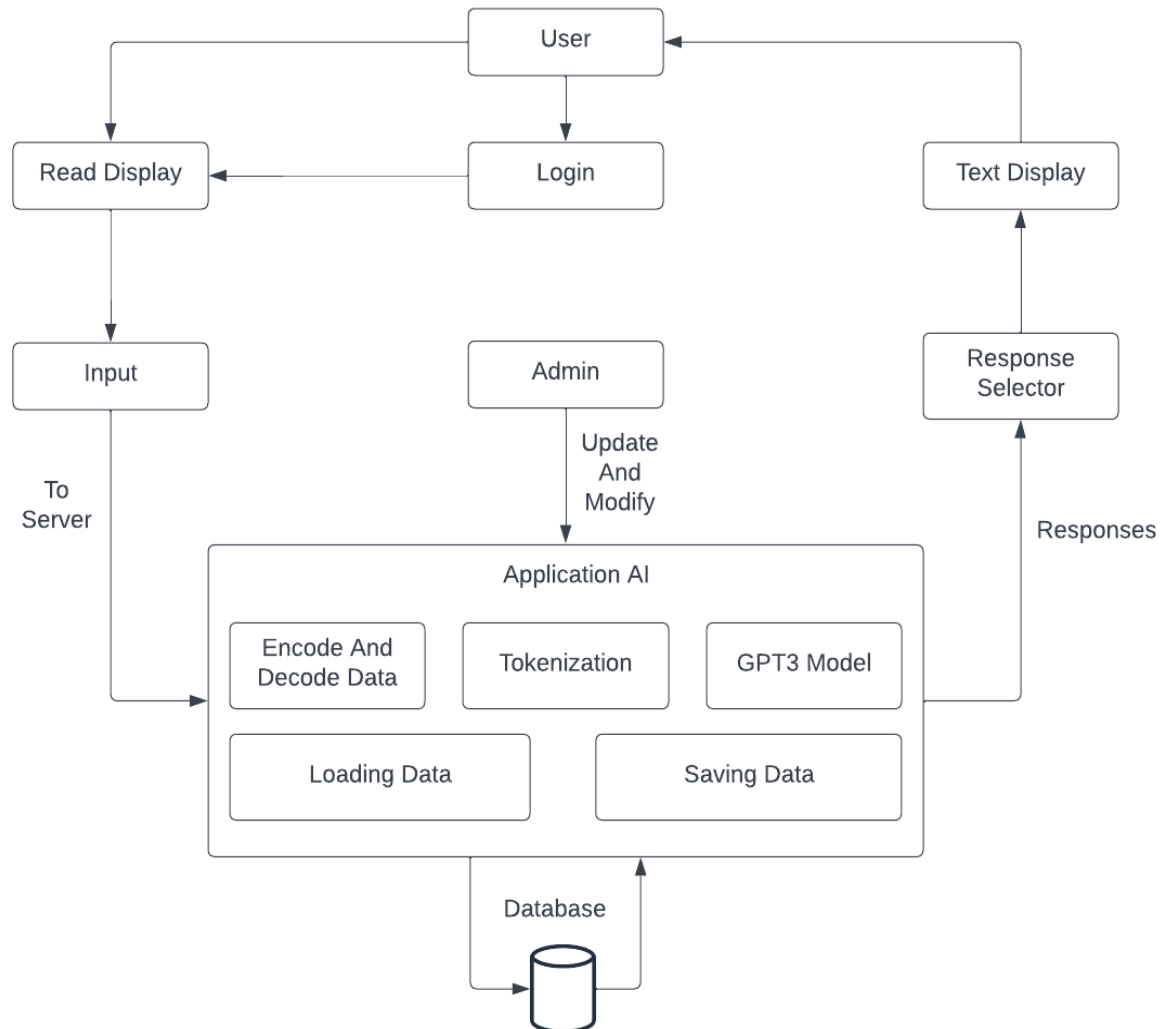 User
Read Display
Login
Text Display
Input
Admin
Response
Selector
Update
And
Modify
To
Server
Responses
Application AI
Encode And
Decode Data
Tokenization
GPT3 Model
Loading Data
Saving Data
Database